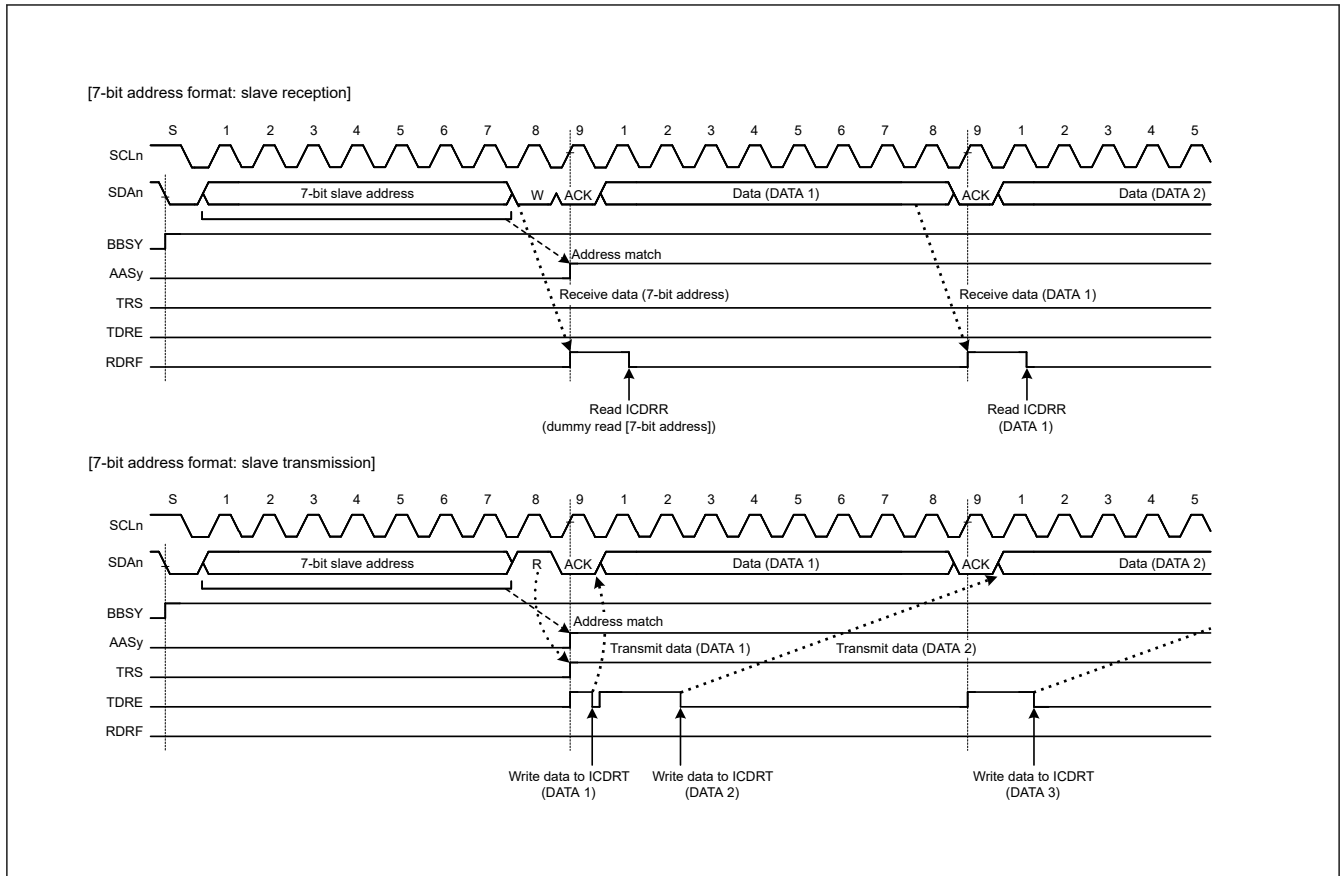 [7-bit address format: slave reception]
S 1 2 3 4 5 6 7 8 9 1 2 3 4 5 6 7 8 9 1 2 3 4 5
SCLn
SDAn 7-bit slave address W ACK Data (DATA 1) ACK Data (DATA 2)
BBSY
Address match
AASy
Receive data (7-bit address) Receive data (DATA 1)
TRS
TDRE
RDRF
Read ICDRR Read ICDRR
(dummy read [7-bit address]) (DATA 1)
[7-bit address format: slave transmission]
S 1 2 3 4 5 6 7 8 9 1 2 3 4 5 6 7 8 9 1 2 3 4 5
SCLn
SDAn 7-bit slave address R ACK Data (DATA 1) ACK Data (DATA 2)
BBSY
Address match
AASy
Transmit data (DATA 1) Transmit data (DATA 2)
TRS
TDRE
RDRF
Write data to ICDRT Write data to ICDRT Write data to ICDRT
(DATA 1) (DATA 2) (DATA 3)